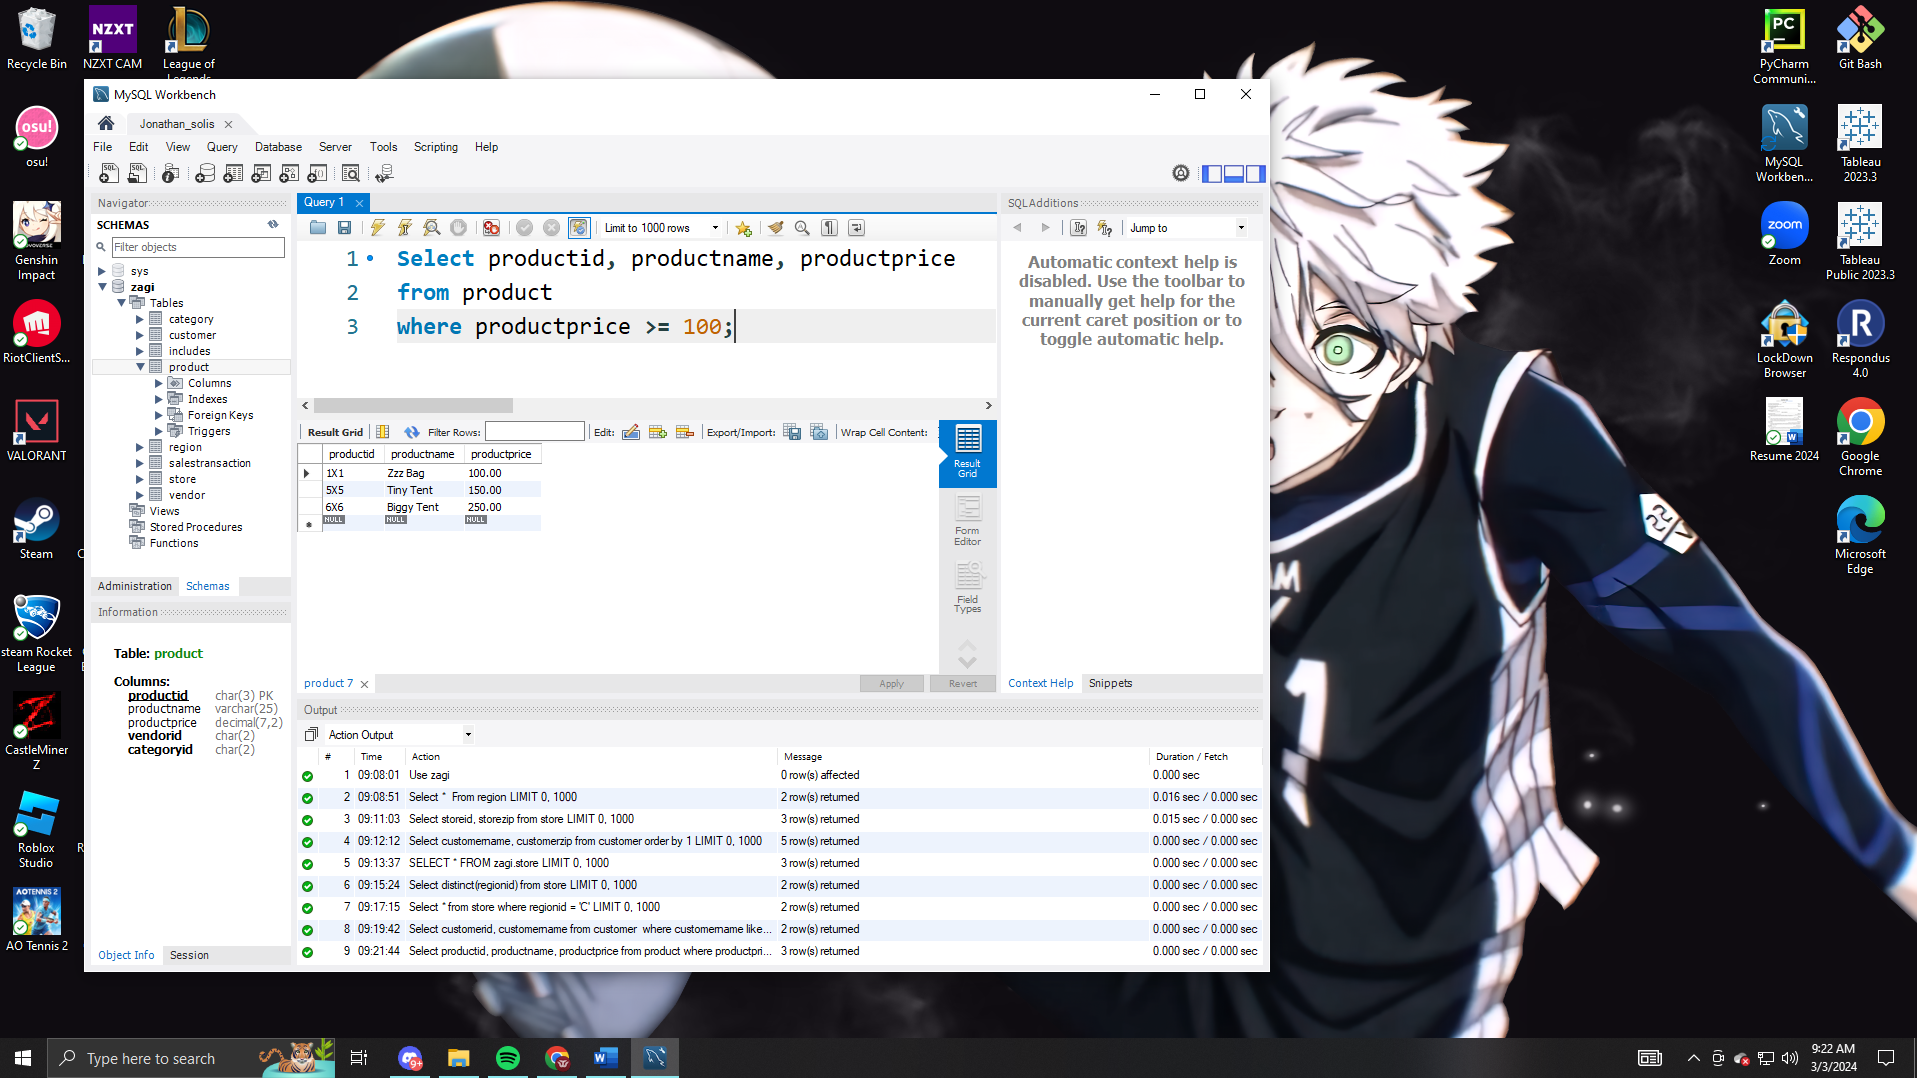 Recycle Bin
NZXT
NZXT CAM
League of
Legends
osu!
osu!
Genshin
Impact
RiotClientS...
VALORANT
Steam
steam Rocket
League
CastleMiner
Z
Roblox
Studio
AOTENNIS 2
AO Tennis 2
PC
PyCharm
Communi...
Git Bash
MySQL
Workben...
Tableau
2023.3
zoom
Zoom
Tableau
Public 2023.3
LockDown
Browser
R
Respondus
4.0
Resume 2024
Google
Chrome
Microsoft
Edge
MySQL Workbench
Jonathan_solis
File Edit View Query Database Server Tools Scripting Help
Navigator
SCHEMAS
Filter objects
sys
zagi
Tables
category
customer
includes
product
Columns
Indexes
Foreign Keys
Triggers
region
salestransaction
store
vendor
Views
Stored Procedures
Functions
Administration Schemas
Information
Table: product
Columns:
productid char(3) PK
productname varchar(25)
productprice decimal(7,2)
vendorid char(2)
categoryid char(2)
Object Info Session
Query 1
Limit to 1000 rows
1 Select productid, productname, productprice
2 from product
3 where productprice >= 100;
Result Grid Filter Rows: Edit: Export/Import: Wrap Cell Content:
productid productname productprice
1X1 Zzz Bag 100.00
5X5 Tiny Tent 150.00
6X6 Biggy Tent 250.00
NULL NULL NULL
Result
Grid
Form
Editor
Field
Types
product 7
Apply Revert
SQLAdditions
Jump to
Automatic context help is
disabled. Use the toolbar to
manually get help for the
current caret position or to
toggle automatic help.
Context Help Snippets
Output
Action Output
# Time Action Message Duration / Fetch
1 09:08:01 Use zagi 0 row(s) affected 0.000 sec
2 09:08:51 Select * From region LIMIT 0, 1000 2 row(s) returned 0.016 sec / 0.000 sec
3 09:11:03 Select storeid, storezip from store LIMIT 0, 1000 3 row(s) returned 0.015 sec / 0.000 sec
4 09:12:12 Select customername, customerzip from customer order by 1 LIMIT 0, 1000 5 row(s) returned 0.000 sec / 0.000 sec
5 09:13:37 SELECT * FROM zagi.store LIMIT 0, 1000 3 row(s) returned 0.000 sec / 0.000 sec
6 09:15:24 Select distinct(regionid) from store LIMIT 0, 1000 2 row(s) returned 0.000 sec / 0.000 sec
7 09:17:15 Select * from store where regionid = 'C' LIMIT 0, 1000 2 row(s) returned 0.000 sec / 0.000 sec
8 09:19:42 Select customerid, customername from customer where customername like... 2 row(s) returned 0.000 sec / 0.000 sec
9 09:21:44 Select productid, productname, productprice from product where productpri... 3 row(s) returned 0.000 sec / 0.000 sec
1
Type here to search
9+
9:22 AM
3/3/2024